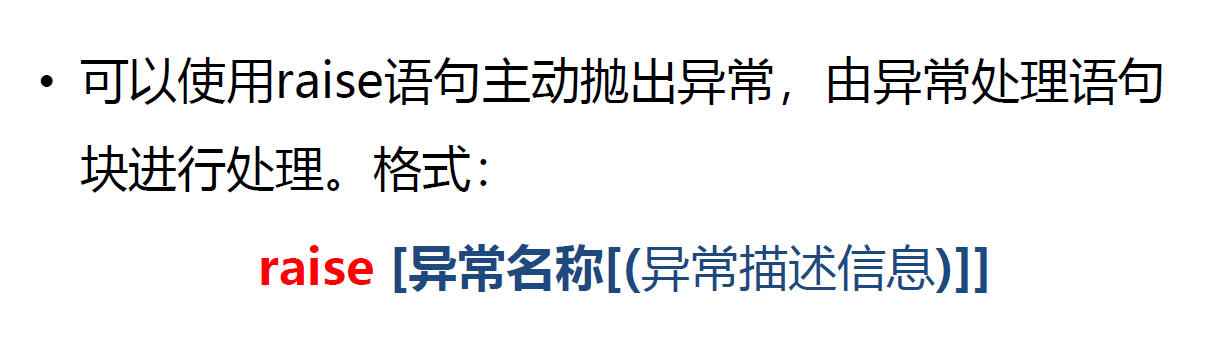 • 可以使用raise语句主动抛出异常，由异常处理语句
块进行处理。格式：
raise [异常名称[(异常描述信息)]]